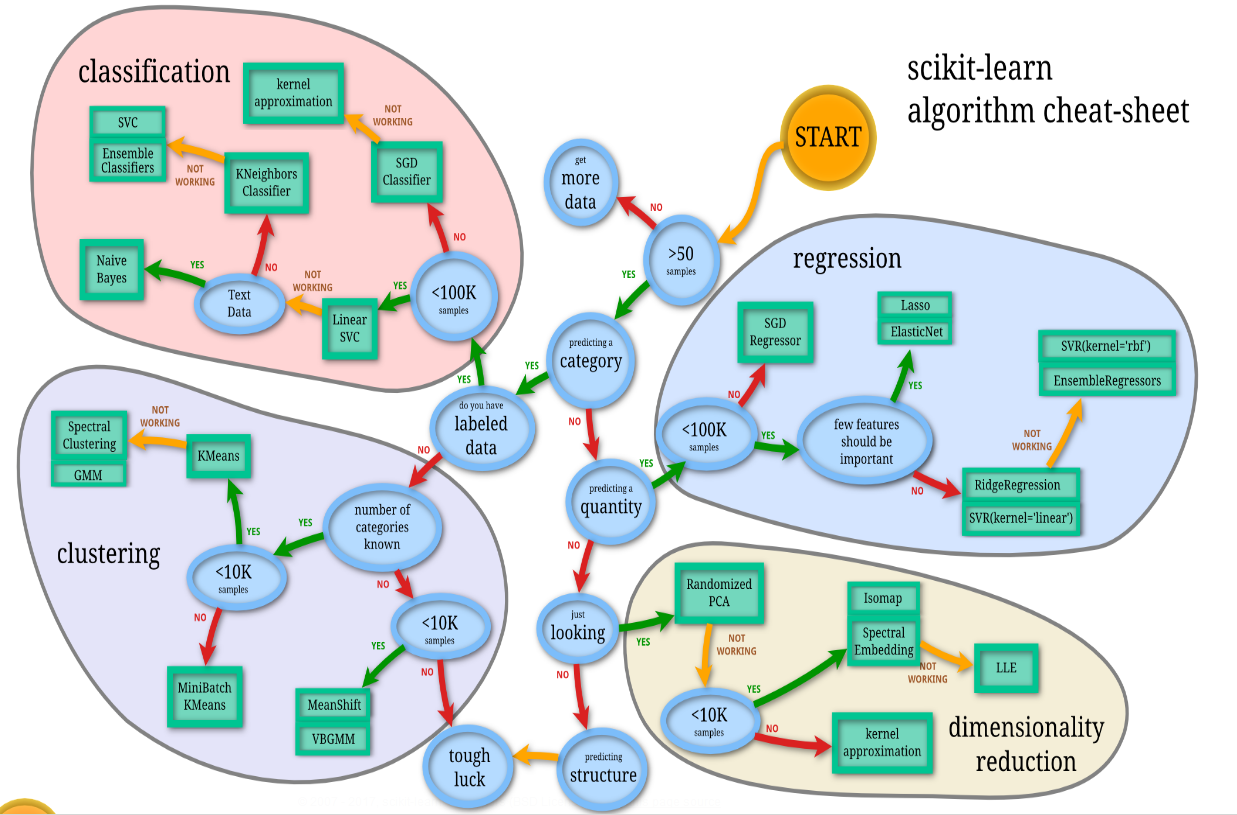 scikit-learn
algorithm cheat-sheet
START
classification
kernel
approximation
NOT
WORKING
SVC
Ensemble
Classifiers
NOT
WORKING
KNeighbors
Classifier
SGD
Classifier
NO
Naive
Bayes
YES
Text
Data
NO
NOT
WORKING
Linear
SVC
YES
<100K
samples
YES
get
more
data
NO
>50
samples
YES
predicting a
category
YES
NO
do you have
labeled
data
NO
predicting a
quantity
YES
NO
just
looking
YES
NO
predicting
structure
tough
luck
regression
SGD
Regressor
NO
<100K
samples
YES
Lasso
ElasticNet
YES
few features
should be
important
NO
SVR(kernel='rbf')
EnsembleRegressors
NOT
WORKING
RidgeRegression
SVR(kernel='linear')
clustering
Spectral
Clustering
GMM
NOT
WORKING
KMeans
YES
<10K
samples
YES
number of
categories
known
NO
NO
MiniBatch
KMeans
<10K
samples
YES
NO
MeanShift
VBGMM
Randomized
PCA
NOT
WORKING
<10K
samples
YES
NO
Isomap
Spectral
Embedding
NOT
WORKING
LLE
kernel
approximation
dimensionality
reduction